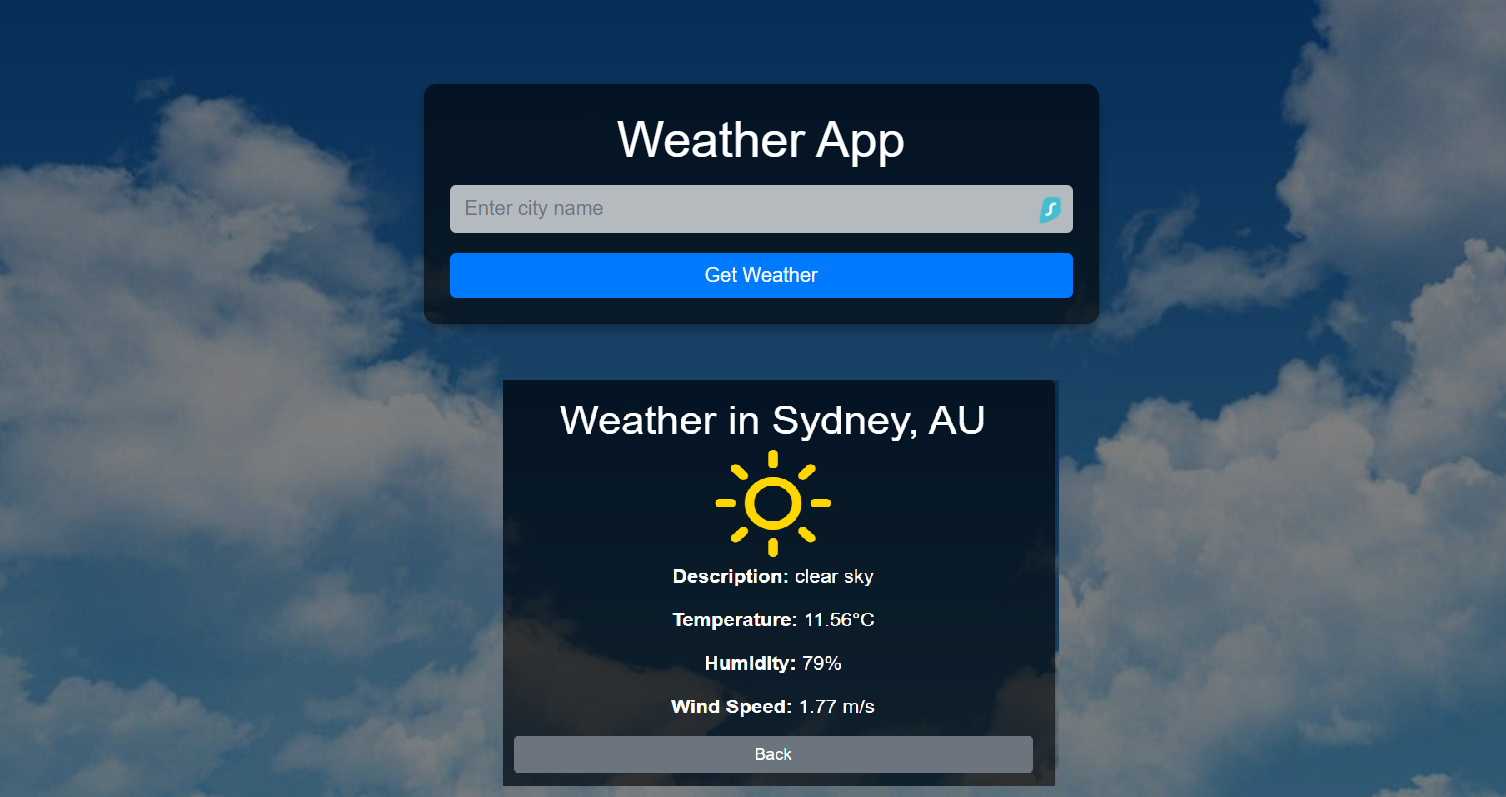 Weather App
Enter city name
Get Weather
Weather in Sydney, AU
Description: clear sky
Temperature: 11.56°C
Humidity: 79%
Wind Speed: 1.77 m/s
Back